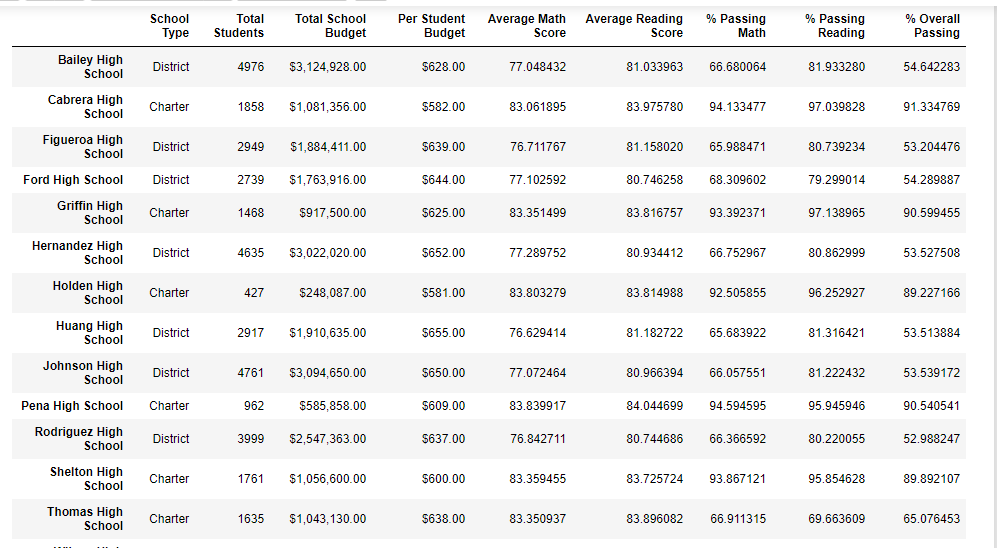 School Type Total Students Total School Budget Per Student Budget Average Math Score Average Reading Score % Passing Math % Passing Reading % Overall Passing
Bailey High School District 4976 $3,124,928.00 $628.00 77.048432 81.033963 66.680064 81.933280 54.642283
Cabrera High School Charter 1858 $1,081,356.00 $582.00 83.061895 83.975780 94.133477 97.039828 91.334769
Figueroa High School District 2949 $1,884,411.00 $639.00 76.711767 81.158020 65.988471 80.739234 53.204476
Ford High School District 2739 $1,763,916.00 $644.00 77.102592 80.746258 68.309602 79.299014 54.289887
Griffin High School Charter 1468 $917,500.00 $625.00 83.351499 83.816757 93.392371 97.138965 90.599455
Hernandez High School District 4635 $3,022,020.00 $652.00 77.289752 80.934412 66.752967 80.862999 53.527508
Holden High School Charter 427 $248,087.00 $581.00 83.803279 83.814988 92.505855 96.252927 89.227166
Huang High School District 2917 $1,910,635.00 $655.00 76.629414 81.182722 65.683922 81.316421 53.513884
Johnson High School District 4761 $3,094,650.00 $650.00 77.072464 80.966394 66.057551 81.222432 53.539172
Pena High School Charter 962 $585,858.00 $609.00 83.839917 84.044699 94.594595 95.945946 90.540541
Rodriguez High School District 3999 $2,547,363.00 $637.00 76.842711 80.744686 66.366592 80.220055 52.988247
Shelton High School Charter 1761 $1,056,600.00 $600.00 83.359455 83.725724 93.867121 95.854628 89.892107
Thomas High School Charter 1635 $1,043,130.00 $638.00 83.350937 83.896082 66.911315 69.663609 65.076453